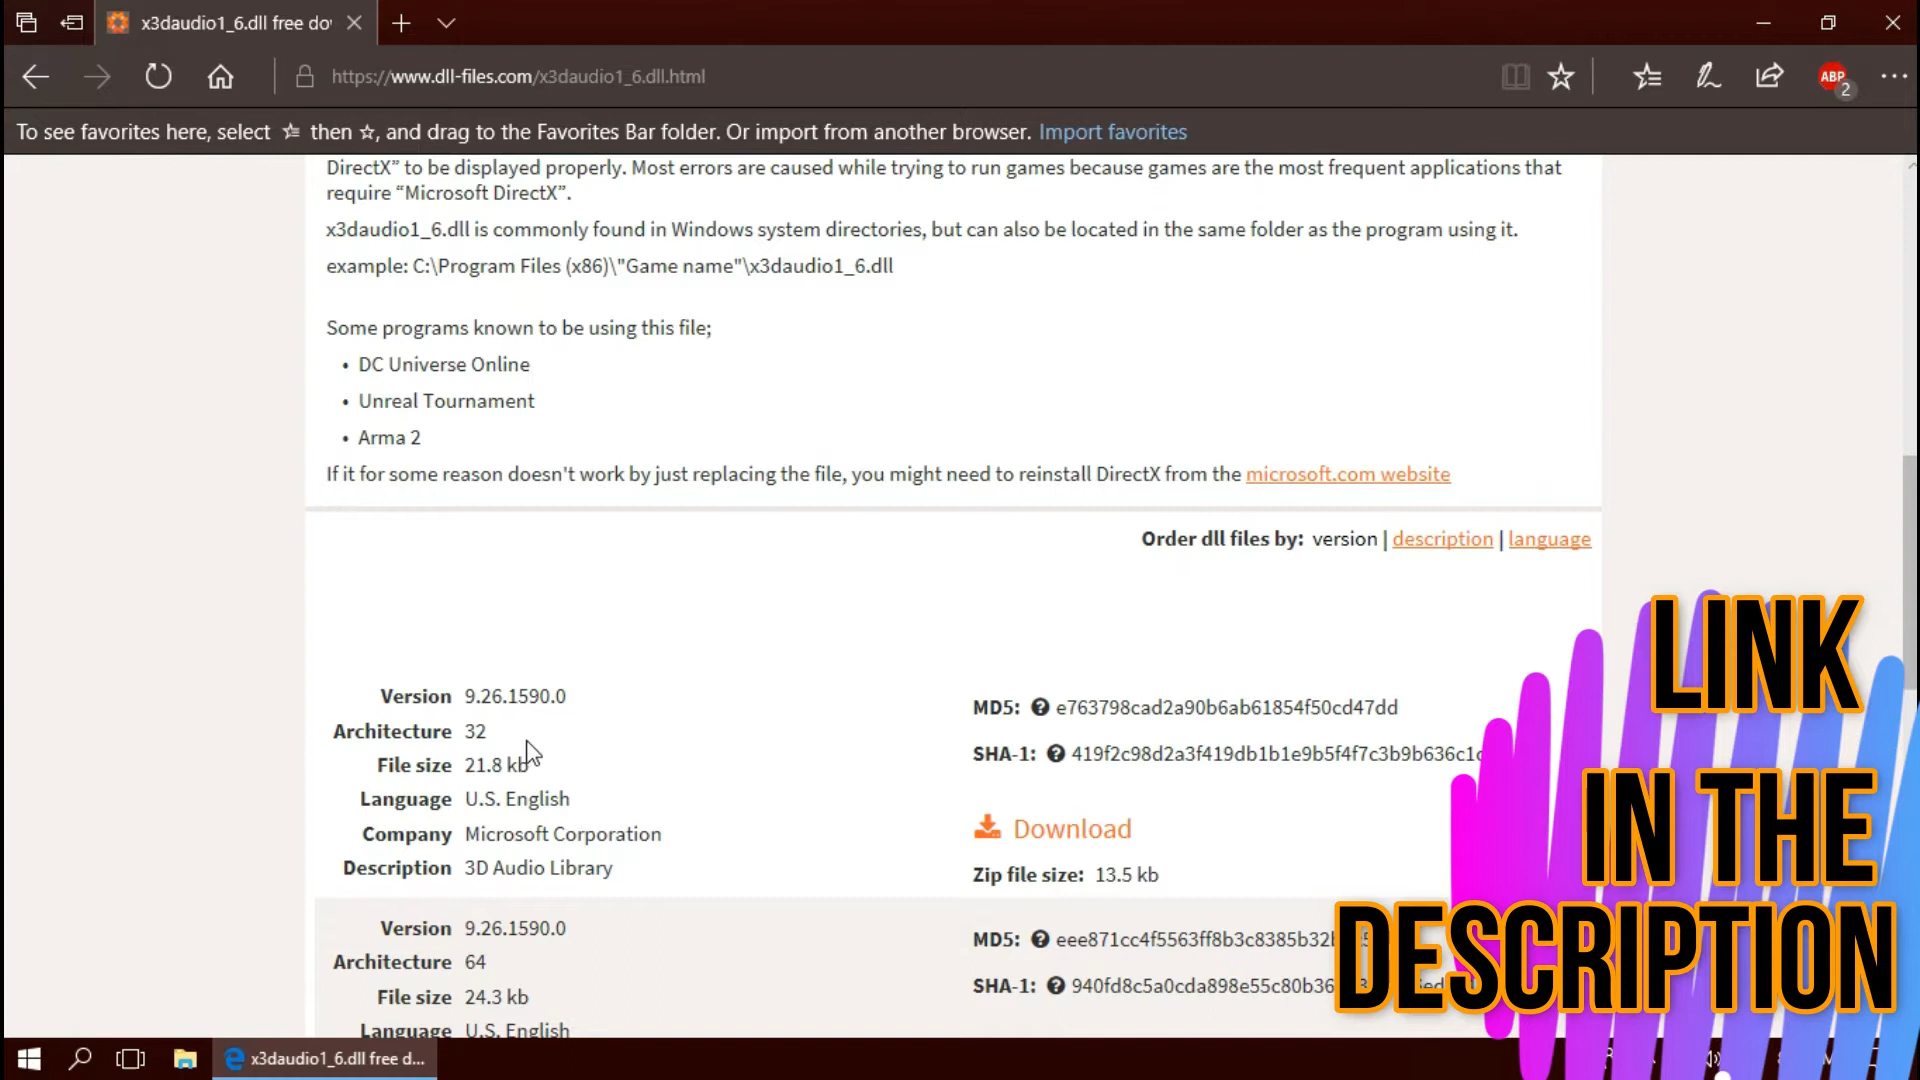 x3daudio1_6.dll free do
https://www.dll-files.com/x3daudio1_6.dll.html
ABP
2
To see favorites here, select then ☆, and drag to the Favorites Bar folder. Or import from another browser. Import favorites
DirectX” to be displayed properly. Most errors are caused while trying to run games because games are the most frequent applications that
require “Microsoft DirectX”.
x3daudio1_6.dll is commonly found in Windows system directories, but can also be located in the same folder as the program using it.
example: C:\Program Files (x86)\"Game name"\x3daudio1_6.dll
Some programs known to be using this file;
• DC Universe Online
• Unreal Tournament
• Arma 2
If it for some reason doesn't work by just replacing the file, you might need to reinstall DirectX from the microsoft.com website
Order dll files by: version | description | language
Version 9.26.1590.0
Architecture 32
File size 21.8 kb
Language U.S. English
Company Microsoft Corporation
Description 3D Audio Library
MD5: e763798cad2a90b6ab61854f50cd47dd
SHA-1: 419f2c98d2a3f419db1b1e9b5f4f7c3b9b636c1
Download
Zip file size: 13.5 kb
Version 9.26.1590.0
Architecture 64
File size 24.3 kb
Language U.S. English
MD5: eee871cc4f5563ff8b3c8385b32
SHA-1: 940fd8c5a0cda898e55c80b36
LINK
IN THE
DESCRIPTION
x3daudio1_6.dll free d...